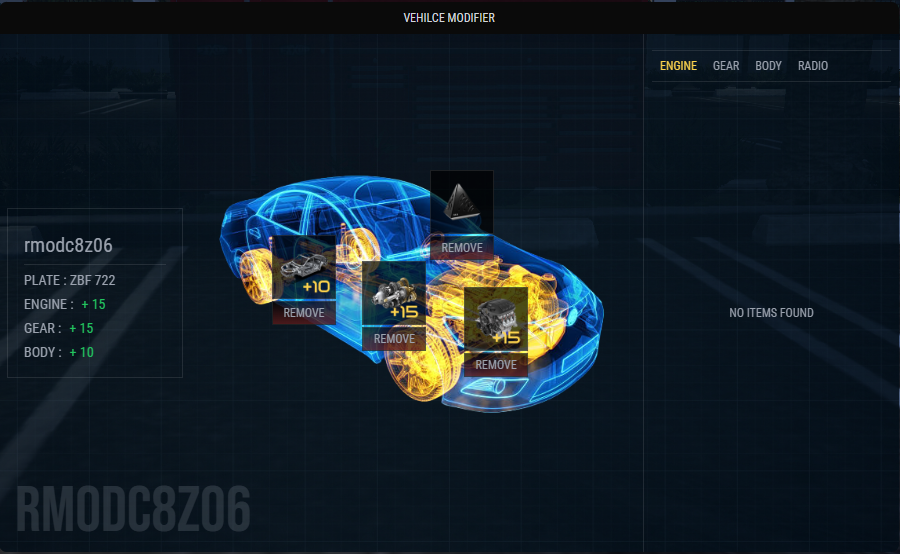 VEHILCE MODIFIER
ENGINE GEAR BODY RADIO
rmodc8z06
PLATE : ZBF 722
ENGINE : + 15
GEAR : + 15
BODY : + 10
REMOVE
+10
REMOVE
+15
REMOVE
+15
REMOVE
NO ITEMS FOUND
RMODC8Z06